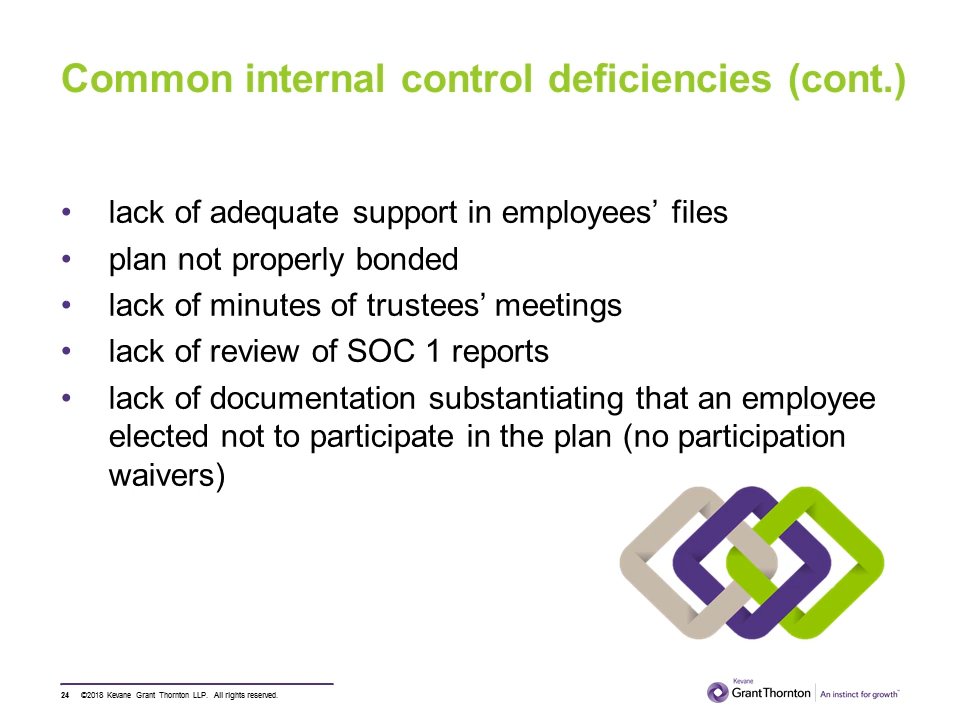 Common internal control deficiencies (cont.)
• lack of adequate support in employees’ files
• plan not properly bonded
• lack of minutes of trustees’ meetings
• lack of review of SOC 1 reports
• lack of documentation substantiating that an employee
elected not to participate in the plan (no participation
waivers)
24 ©2018 Kevane Grant Thornton LLP. All rights reserved.
Kevane
Grant Thornton
An instinct for growth™